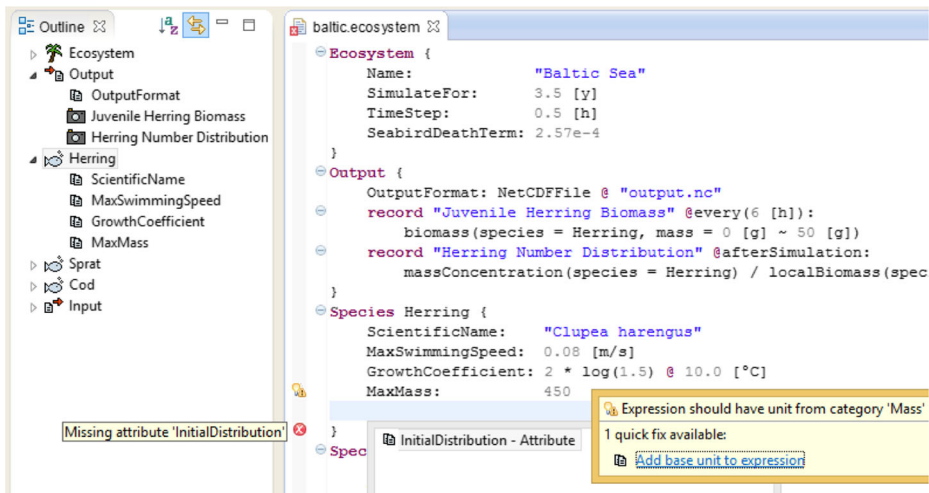 Outline
baltic.ecosystem
Ecosystem
Output
OutputFormat
Juvenile Herring Biomass
Herring Number Distribution
Herring
ScientificName
MaxSwimmingSpeed
GrowthCoefficient
MaxMass
Sprat
Cod
Input
Missing attribute 'InitialDistribution'
Ecosystem {
Name: "Baltic Sea"
SimulateFor: 3.5 [y]
TimeStep: 0.5 [h]
SeabirdDeathTerm: 2.57e-4
}
Output {
OutputFormat: NetCDFFile @ "output.nc"
record "Juvenile Herring Biomass" @every(6 [h]):
biomass(species = Herring, mass = 0 [g] ~ 50 [g])
record "Herring Number Distribution" @afterSimulation:
massConcentration(species = Herring) / localBiomass(spec
}
Species Herring {
ScientificName: "Clupea harengus"
MaxSwimmingSpeed: 0.08 [m/s]
GrowthCoefficient: 2 * log(1.5) @ 10.0 [°C]
MaxMass: 450
}
Spec
InitialDistribution - Attribute
Expression should have unit from category 'Mass'
1 quick fix available:
Add base unit to expression